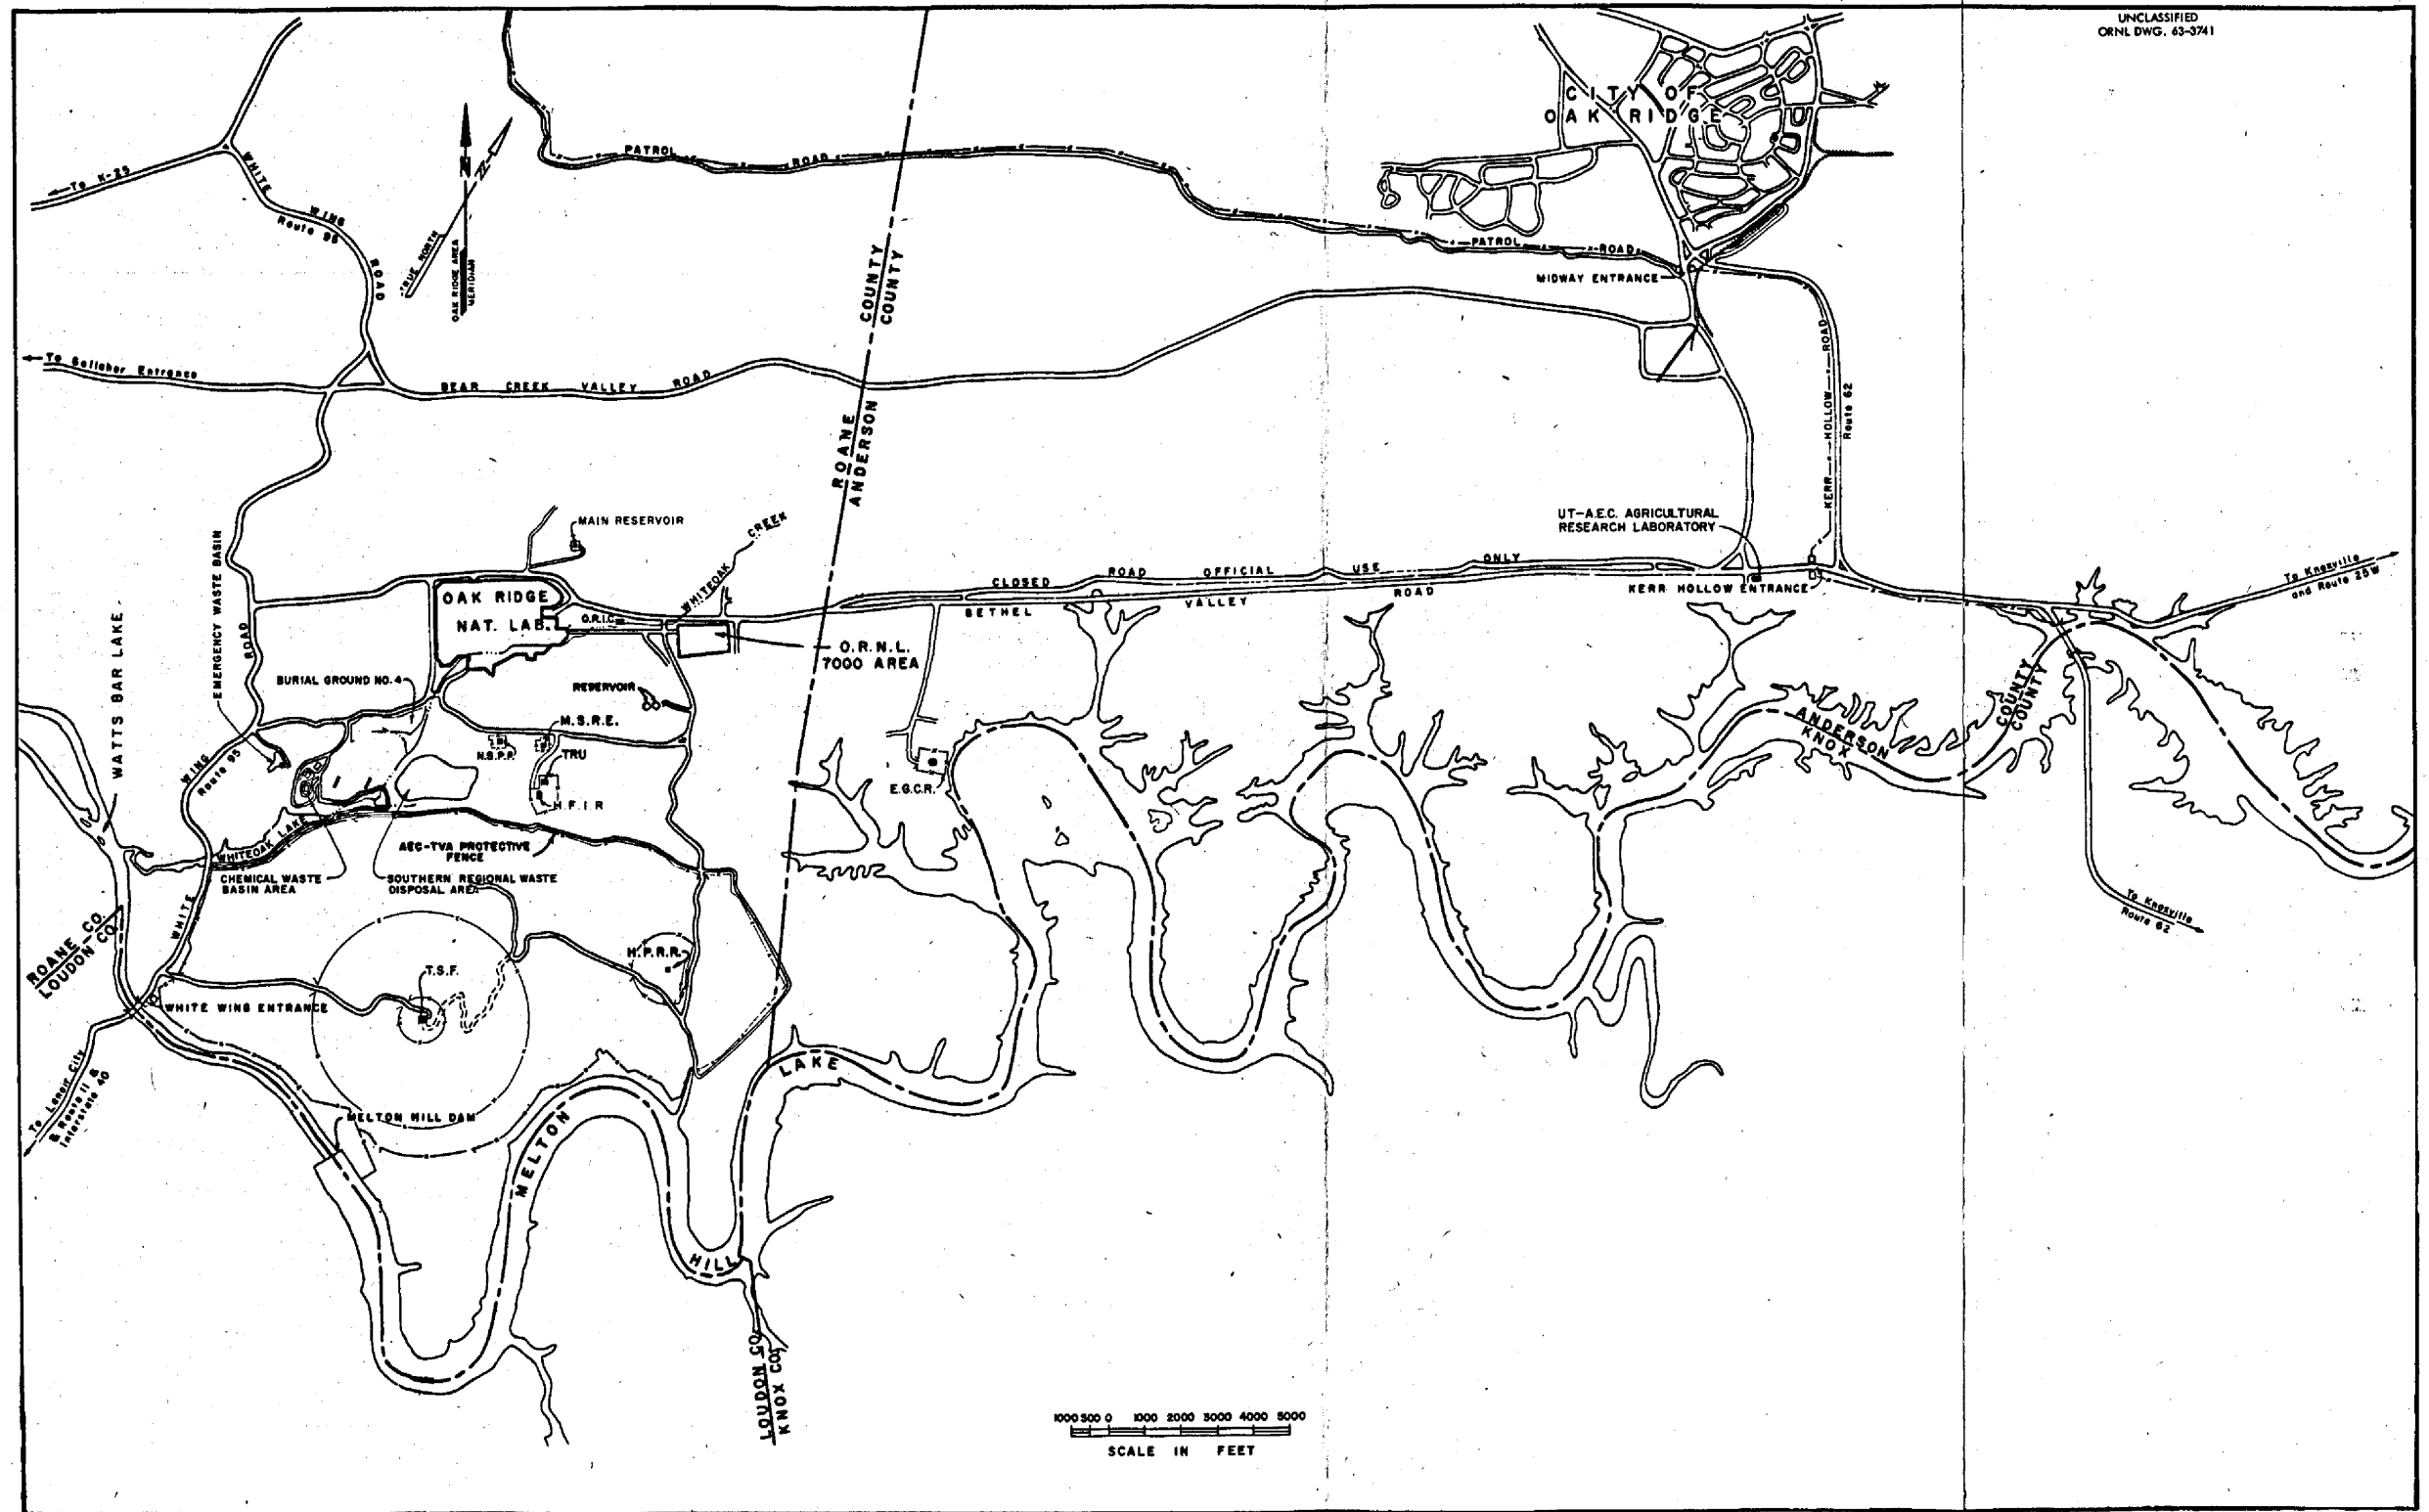 UNCLASSIFIED
ORNL DWG. 63-3741
CITY OF
OAK RIDGE
PATROL ROAD
To K-25
WHITE WING ROAD
Route 95
N
N
TRUE NORTH
OAK RIDGE AREA
MERIDIAN
COUNTY
COUNTY
PATROL ROAD
MIDWAY ENTRANCE
KERR HOLLOW ROAD
Route 62
To Gallaher Entrance
BEAR CREEK VALLEY ROAD
ROANE
ANDERSON
UT-A.E.C. AGRICULTURAL
RESEARCH LABORATORY
MAIN RESERVOIR
WHITEOAK CREEK
EMERGENCY WASTE BASIN
CLOSED ROAD OFFICIAL USE ONLY
BETHEL VALLEY ROAD
KERR HOLLOW ENTRANCE
To Knoxville
and Route 25W
OAK RIDGE
NAT. LAB.
O.R.I.C.
O.R.N.L.
7000 AREA
WATTS BAR LAKE
ROAD
BURIAL GROUND NO. 4
RESERVOIR
M.S.R.E.
N.S.P.P.
TRU
H.F.I.R
E.G.C.R.
COUNTY
COUNTY
ANDERSON
KNOX
WING
Route 95
WHITEOAK LAKE
AEC-TVA PROTECTIVE
FENCE
CHEMICAL WASTE
BASIN AREA
SOUTHERN REGIONAL WASTE
DISPOSAL AREA
WHITE
To Knoxville
Route 62
ROANE CO.
LOUDON CO.
H.P.R.R.
T.S.F.
WHITE WING ENTRANCE
To Lenoir City
& Route 11 &
Interstate 40
MELTON HILL DAM
MELTON HILL LAKE
LOUDON CO.
KNOX CO.
1000 500 0 1000 2000 3000 4000 5000
SCALE IN FEET